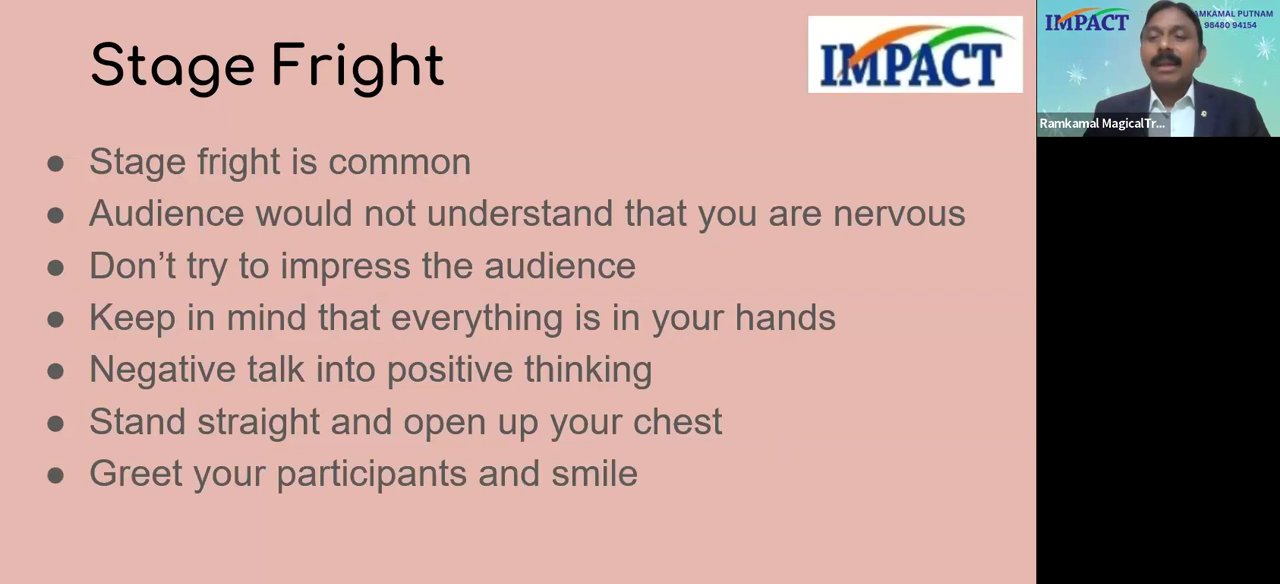 Stage Fright
IMPACT
● Stage fright is common
● Audience would not understand that you are nervous
● Don't try to impress the audience
● Keep in mind that everything is in your hands
● Negative talk into positive thinking
● Stand straight and open up your chest
● Greet your participants and smile
IMPACT
AMKAMAL PUTNAM
98480 94154
Ramkamal MagicalTr...